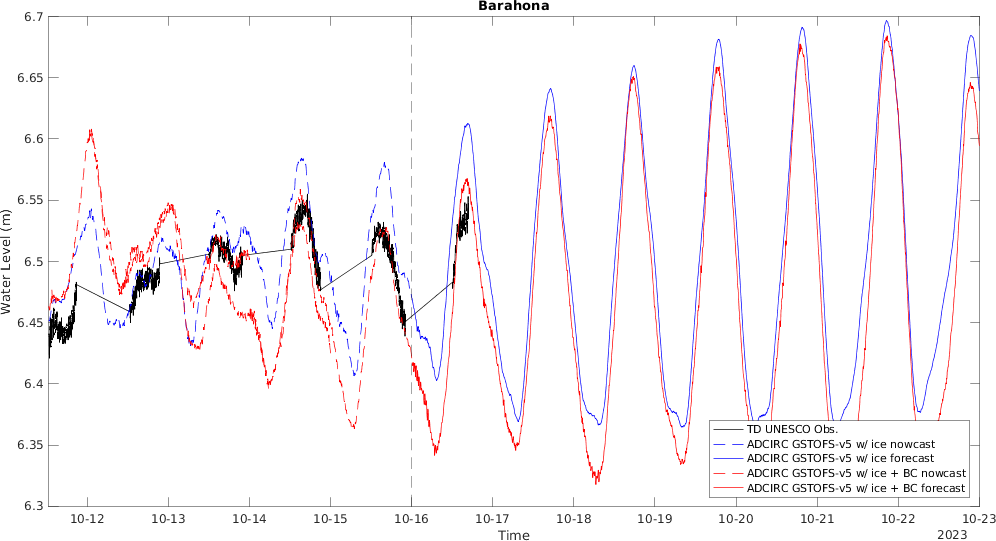 Barahona
6.7
6.65
6.6
6.55
6.5
6.45
6.4
6.35
6.3
Water Level (m)
TD UNESCO Obs.
ADCIRC GSTOFS-v5 w/ ice nowcast
ADCIRC GSTOFS-v5 w/ ice forecast
ADCIRC GSTOFS-v5 w/ ice + BC nowcast
ADCIRC GSTOFS-v5 w/ ice + BC forecast
10-12 10-13 10-14 10-15 10-16 10-17 10-18 10-19 10-20 10-21 10-22 10-23
Time
2023